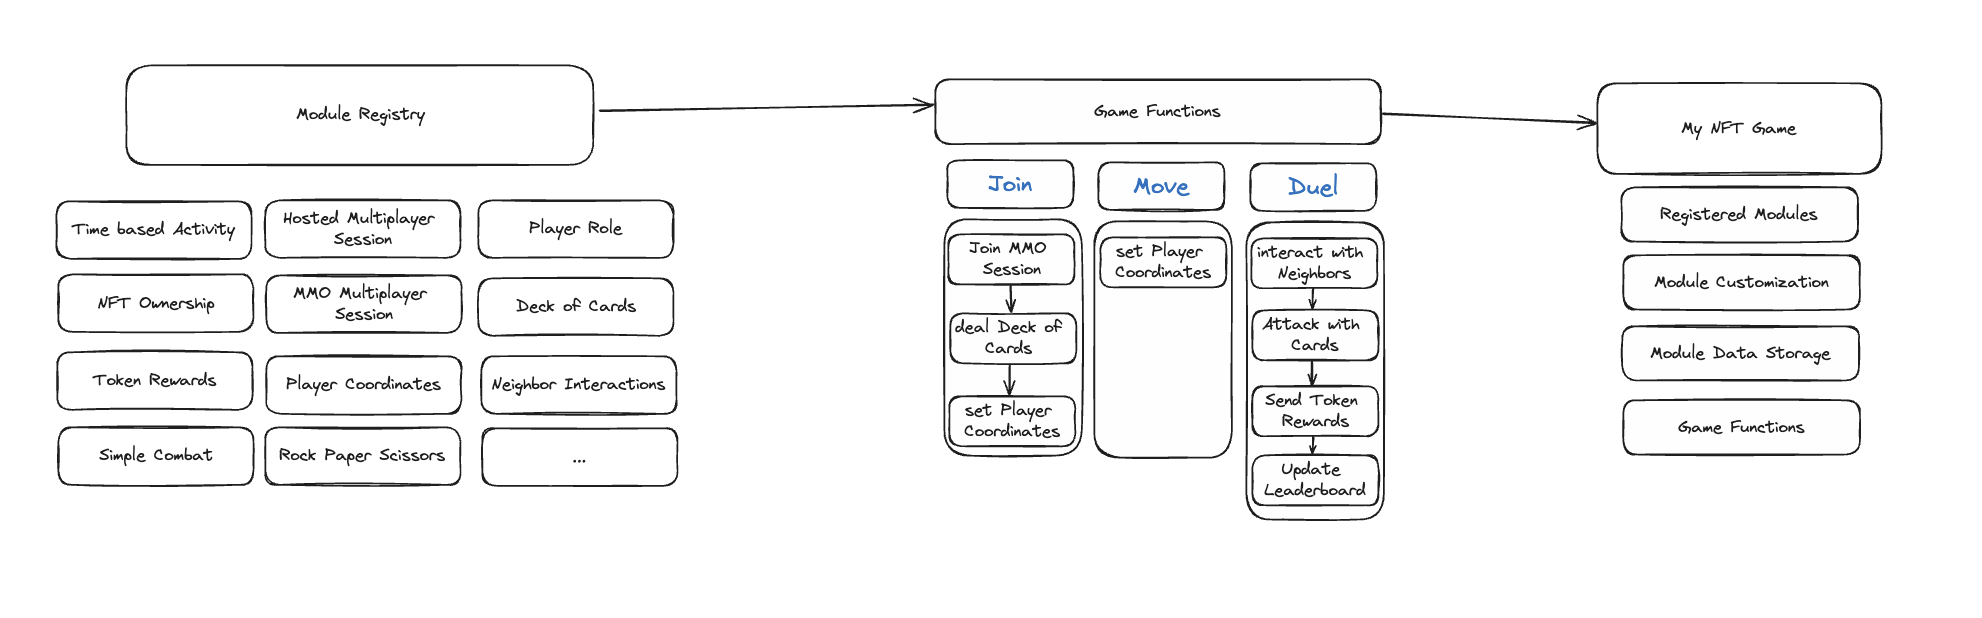 Module Registry
Time based Activity
Hosted Multiplayer
Session
Player Role
NFT Ownership
MMO Multiplayer
Session
Deck of Cards
Token Rewards
Player Coordinates
Neighbor Interactions
Simple Combat
Rock Paper Scissors
...
Game Functions
Join
Move
Duel
Join MMO
Session
deal Deck of
Cards
set Player
Coordinates
set Player
Coordinates
interact with
Neighbors
Attack with
Cards
Send Token
Rewards
Update
Leaderboard
My NFT Game
Registered Modules
Module Customization
Module Data Storage
Game Functions